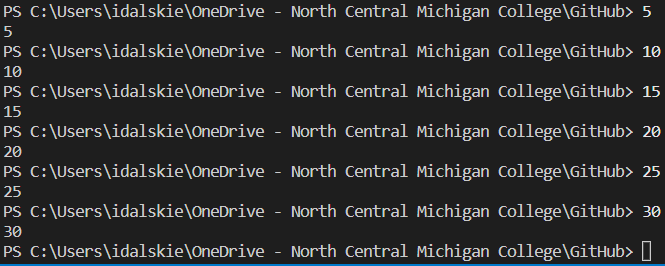 PS C:\Users\idalskie\OneDrive - North Central Michigan College\GitHub> 5
5
PS C:\Users\idalskie\OneDrive - North Central Michigan College\GitHub> 10
10
PS C:\Users\idalskie\OneDrive - North Central Michigan College\GitHub> 15
15
PS C:\Users\idalskie\OneDrive - North Central Michigan College\GitHub> 20
20
PS C:\Users\idalskie\OneDrive - North Central Michigan College\GitHub> 25
25
PS C:\Users\idalskie\OneDrive - North Central Michigan College\GitHub> 30
30
PS C:\Users\idalskie\OneDrive - North Central Michigan College\GitHub>